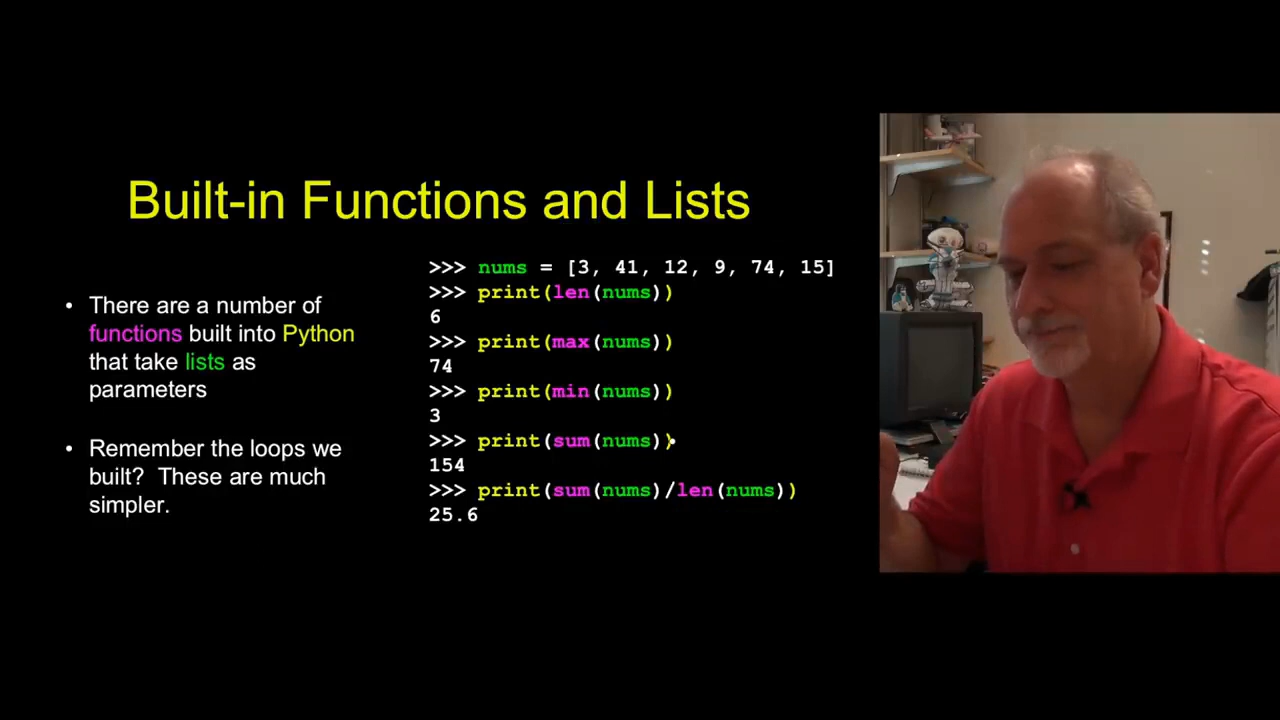 Built-in Functions and Lists
• There are a number of
functions built into Python
that take lists as
parameters
• Remember the loops we
built? These are much
simpler.
>>> nums = [3, 41, 12, 9, 74, 15]
>>> print(len(nums))
6
>>> print(max(nums))
74
>>> print(min(nums))
3
>>> print(sum(nums))
154
>>> print(sum(nums)/len(nums))
25.6